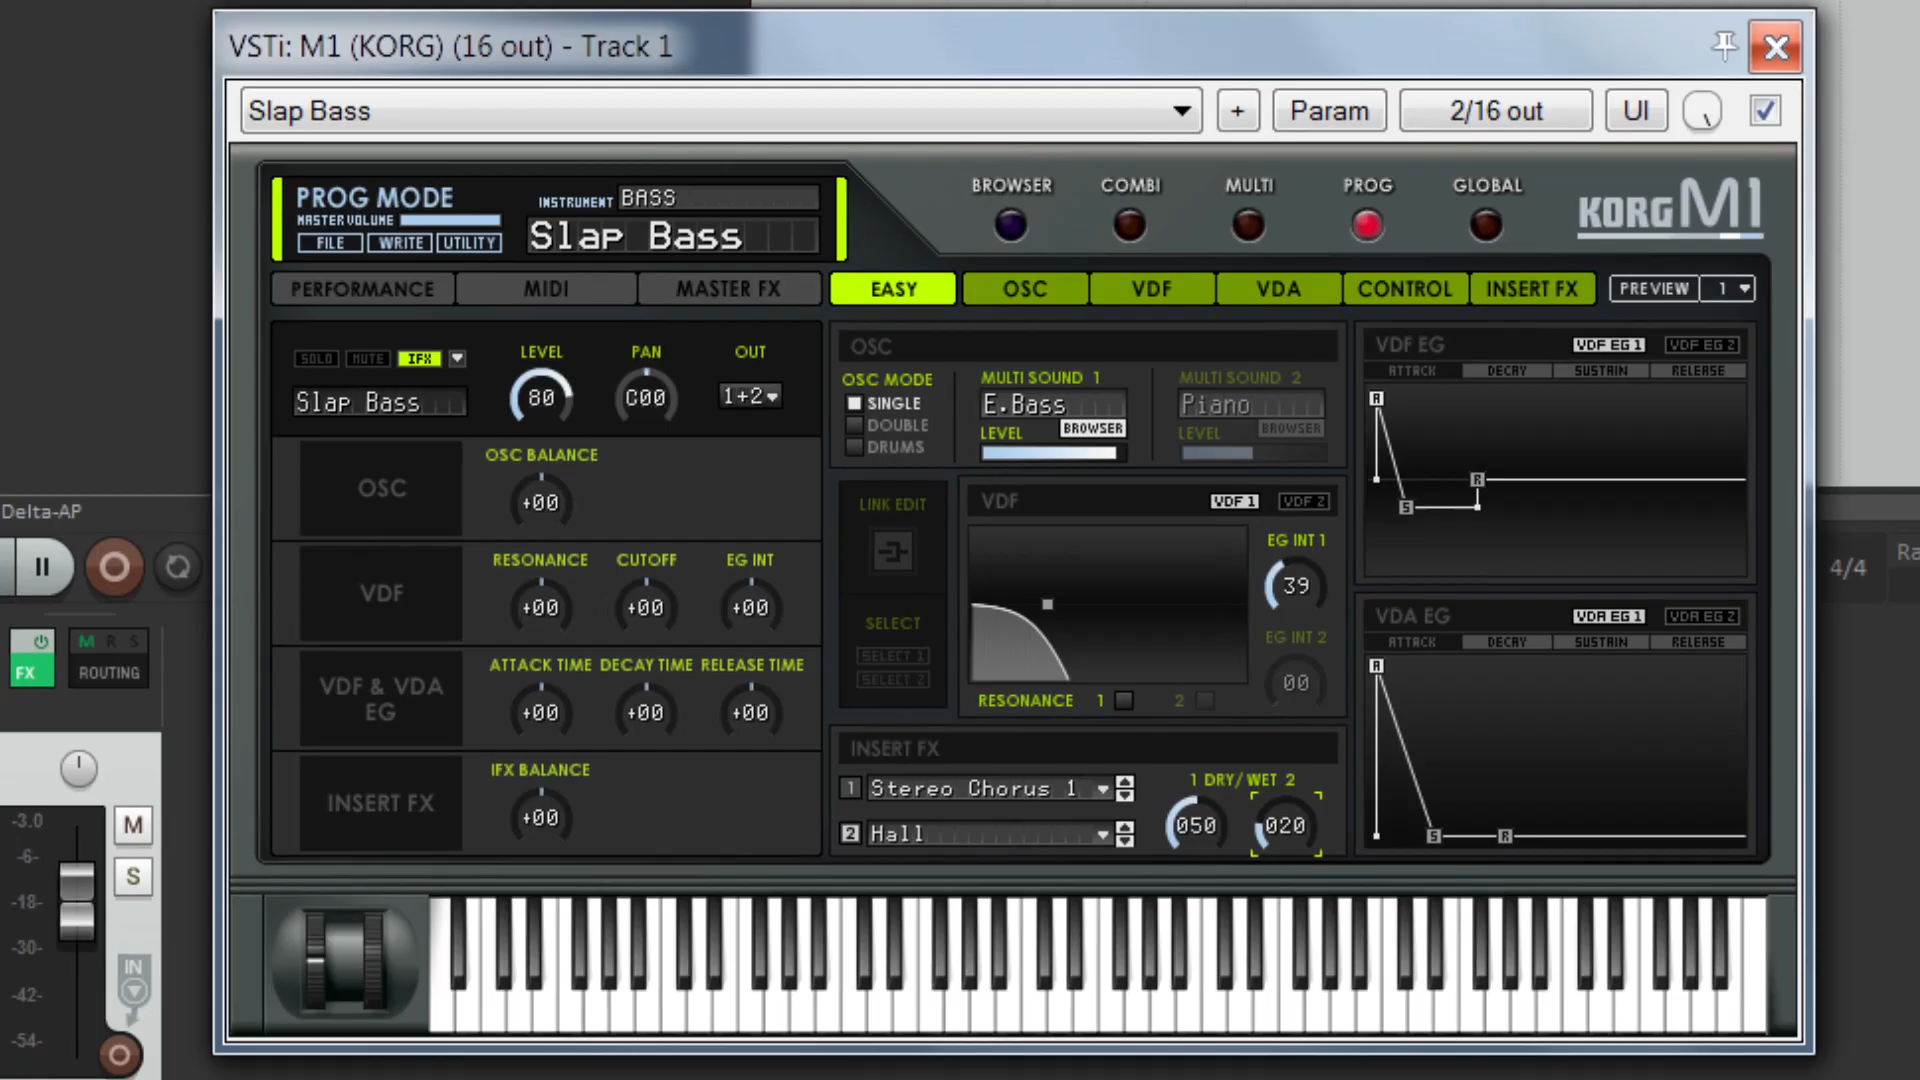 VSTi: M1 (KORG) (16 out) - Track 1
Slap Bass
+
Param
2/16 out
UI
PROG MODE
MASTER VOLUME
FILE
WRITE
UTILITY
INSTRUMENT BASS
Slap Bass
BROWSER
COMBI
MULTI
PROG
GLOBAL
KORG M1
PERFORMANCE
MIDI
MASTER FX
EASY
OSC
VDF
VDA
CONTROL
INSERT FX
PREVIEW
1
SOLO
MUTE
IFX
Slap Bass
LEVEL
80
PAN
C00
OUT
1+2
OSC
OSC BALANCE
+00
VDF
RESONANCE
CUTOFF
EG INT
+00
+00
+00
VDF & VDA
EG
ATTACK TIME
DECAY TIME
RELEASE TIME
+00
+00
+00
INSERT FX
IFX BALANCE
+00
OSC
OSC MODE
SINGLE
DOUBLE
DRUMS
MULTI SOUND 1
E.Bass
LEVEL
BROWSER
MULTI SOUND 2
Piano
LEVEL
BROWSER
LINK EDIT
SELECT
SELECT 1
SELECT 2
VDF
VDF 1
VDF 2
EG INT 1
39
EG INT 2
00
RESONANCE 1
2
INSERT FX
1 Stereo Chorus 1
2 Hall
1 DRY/WET 2
050
020
VDF EG
VDF EG 1
VDF EG 2
ATTACK
DECAY
SUSTAIN
RELEASE
A
S
R
VDA EG
VDA EG 1
VDA EG 2
ATTACK
DECAY
SUSTAIN
RELEASE
A
S
R
Delta-AP
FX
M R S
ROUTING
-3.0
-6-
-18-
-30-
-42-
-54-
M
S
IN
4/4
Ra